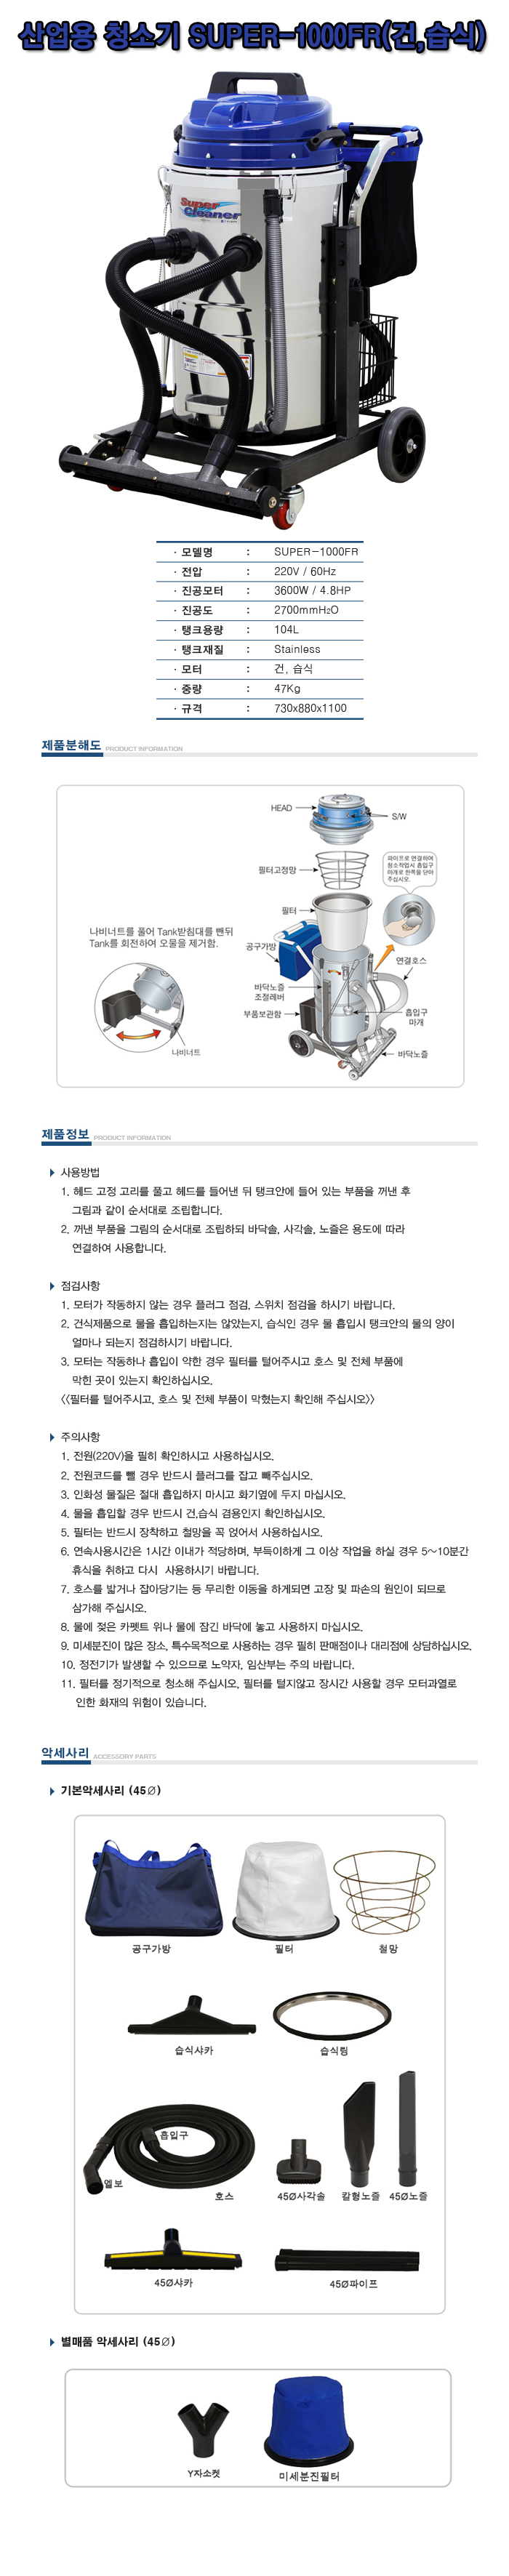 산업용 청소기 SUPER-1000FR(건,습식)
Super
Cleaner
· 모델명 : SUPER-1000FR
· 전압 : 220V / 60Hz
· 진공모터 : 3600W / 4.8HP
· 진공도 : 2700mmH₂O
· 탱크용량 : 104L
· 탱크재질 : Stainless
· 모터 : 건, 습식
· 중량 : 47Kg
· 규격 : 730x880x1100
제품분해도 PRODUCT INFORMATION
HEAD
S/W
필터고정망
파이프로 연결하여
청소작업시 흡입구
마개로 한쪽을 닫아
주십시오.
필터
나비너트를 풀어 Tank받침대를 뺀뒤
Tank를 회전하여 오물을 제거함.
공구가방
연결호스
바닥노즐
조절레버
부품보관함
흡입구
마개
나비너트
바닥노즐
제품정보 PRODUCT INFORMATION
사용방법
1. 헤드 고정 고리를 풀고 헤드를 들어낸 뒤 탱크안에 들어 있는 부품을 꺼낸 후
그림과 같이 순서대로 조립합니다.
2. 꺼낸 부품을 그림의 순서대로 조립하되 바닥솔, 사각솔, 노즐은 용도에 따라
연결하여 사용합니다.
점검사항
1. 모터가 작동하지 않는 경우 플러그 점검, 스위치 점검을 하시기 바랍니다.
2. 건식제품으로 물을 흡입하는지는 않았는지, 습식인 경우 물 흡입시 탱크안의 물의 양이
얼마나 되는지 점검하시기 바랍니다.
3. 모터는 작동하나 흡입이 약한 경우 필터를 털어주시고 호스 및 전체 부품에
막힌 곳이 있는지 확인하십시오.
<<필터를 털어주시고, 호스 및 전체 부품이 막혔는지 확인해 주십시오>>
주의사항
1. 전원(220V)을 필히 확인하시고 사용하십시오.
2. 전원코드를 뺄 경우 반드시 플러그를 잡고 빼주십시오.
3. 인화성 물질은 절대 흡입하지 마시고 화기옆에 두지 마십시오.
4. 물을 흡입할 경우 반드시 건,습식 겸용인지 확인하십시오.
5. 필터는 반드시 장착하고 철망을 꼭 얹어서 사용하십시오.
6. 연속사용시간은 1시간 이내가 적당하며, 부득이하게 그 이상 작업을 하실 경우 5~10분간
휴식을 취하고 다시 사용하시기 바랍니다.
7. 호스를 밟거나 잡아당기는 등 무리한 이동을 하게되면 고장 및 파손의 원인이 되므로
삼가해 주십시오.
8. 물에 젖은 카펫트 위나 물에 잠긴 바닥에 놓고 사용하지 마십시오.
9. 미세분진이 많은 장소, 특수목적으로 사용하는 경우 필히 판매점이나 대리점에 상담하십시오.
10. 정전기가 발생할 수 있으므로 노약자, 임산부는 주의 바랍니다.
11. 필터를 정기적으로 청소해 주십시오, 필터를 털지않고 장시간 사용할 경우 모터과열로
인한 화재의 위험이 있습니다.
악세사리 ACCESSORY PARTS
기본악세사리 (45∅)
공구가방
필터
철망
습식샤카
습식링
흡입구
엘보
호스
45∅사각솔
칼형노즐
45∅노즐
45∅샤카
45∅파이프
별매품 악세사리 (45∅)
Y자소켓
미세분진필터